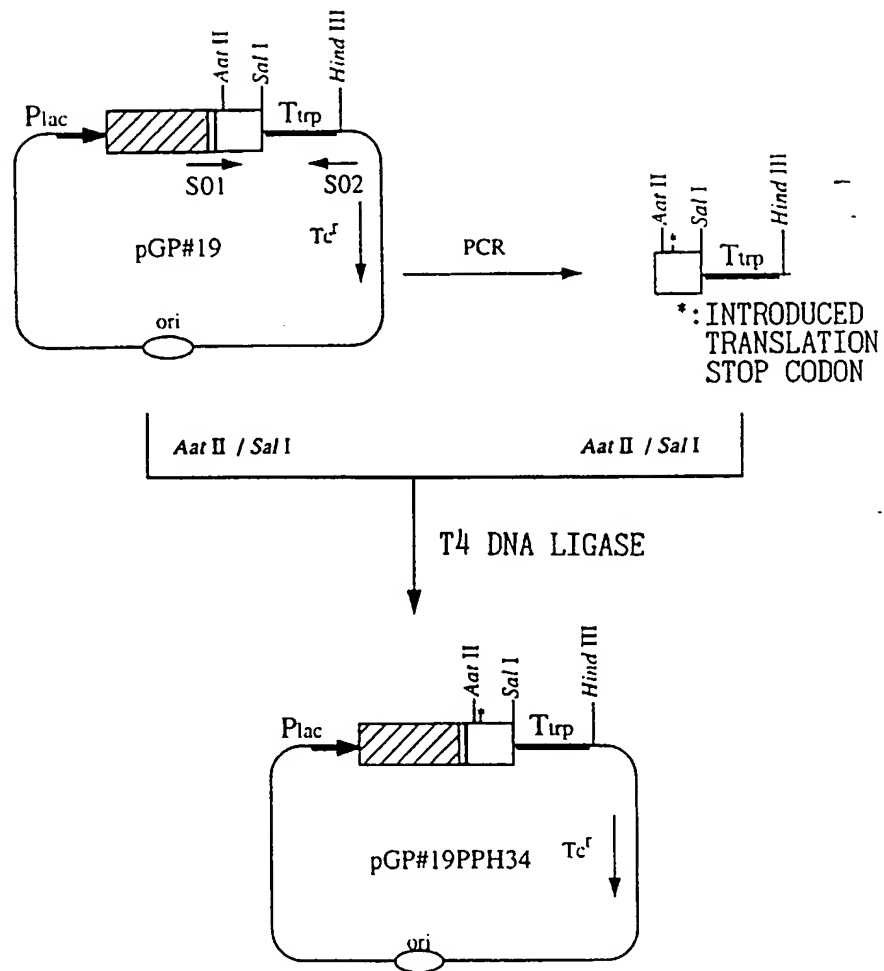 Aat II
Sal I
Hind III
Plac
Ttrp
S01
S02
Tcr
pGP#19
ori
PCR
Aat II
*
Sal I
Hind III
Ttrp
*: INTRODUCED
TRANSLATION
STOP CODON
Aat II / Sal I
Aat II / Sal I
T4 DNA LIGASE
Aat II
*
Sal I
Hind III
Plac
Ttrp
pGP#19PPH34
Tcr
ori